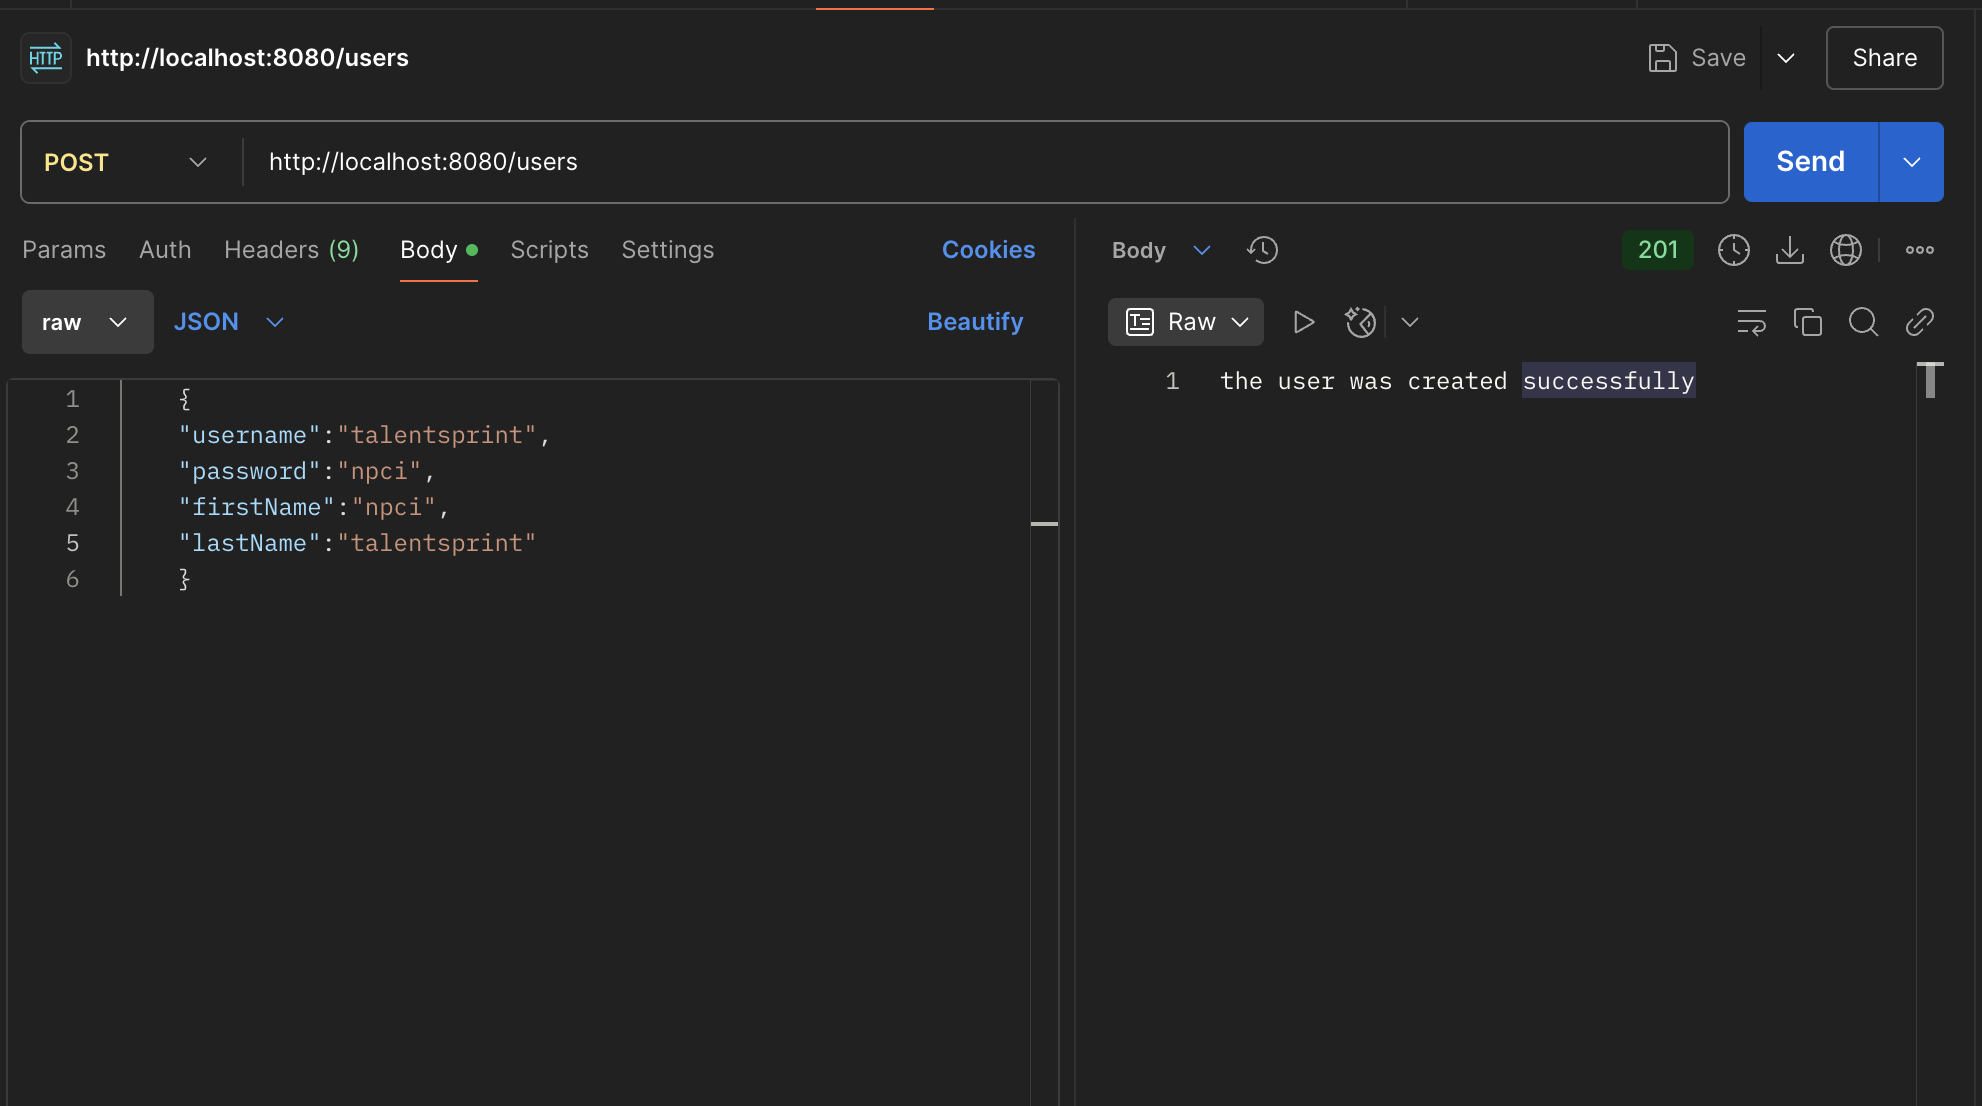 HTTP http://localhost:8080/users Save Share
POST http://localhost:8080/users Send
Params Auth Headers (9) Body Scripts Settings Cookies
raw JSON Beautify
1 {
2 "username":"talentsprint",
3 "password":"npci",
4 "firstName":"npci",
5 "lastName":"talentsprint"
6 }
Body 201
Raw
1 the user was created successfully